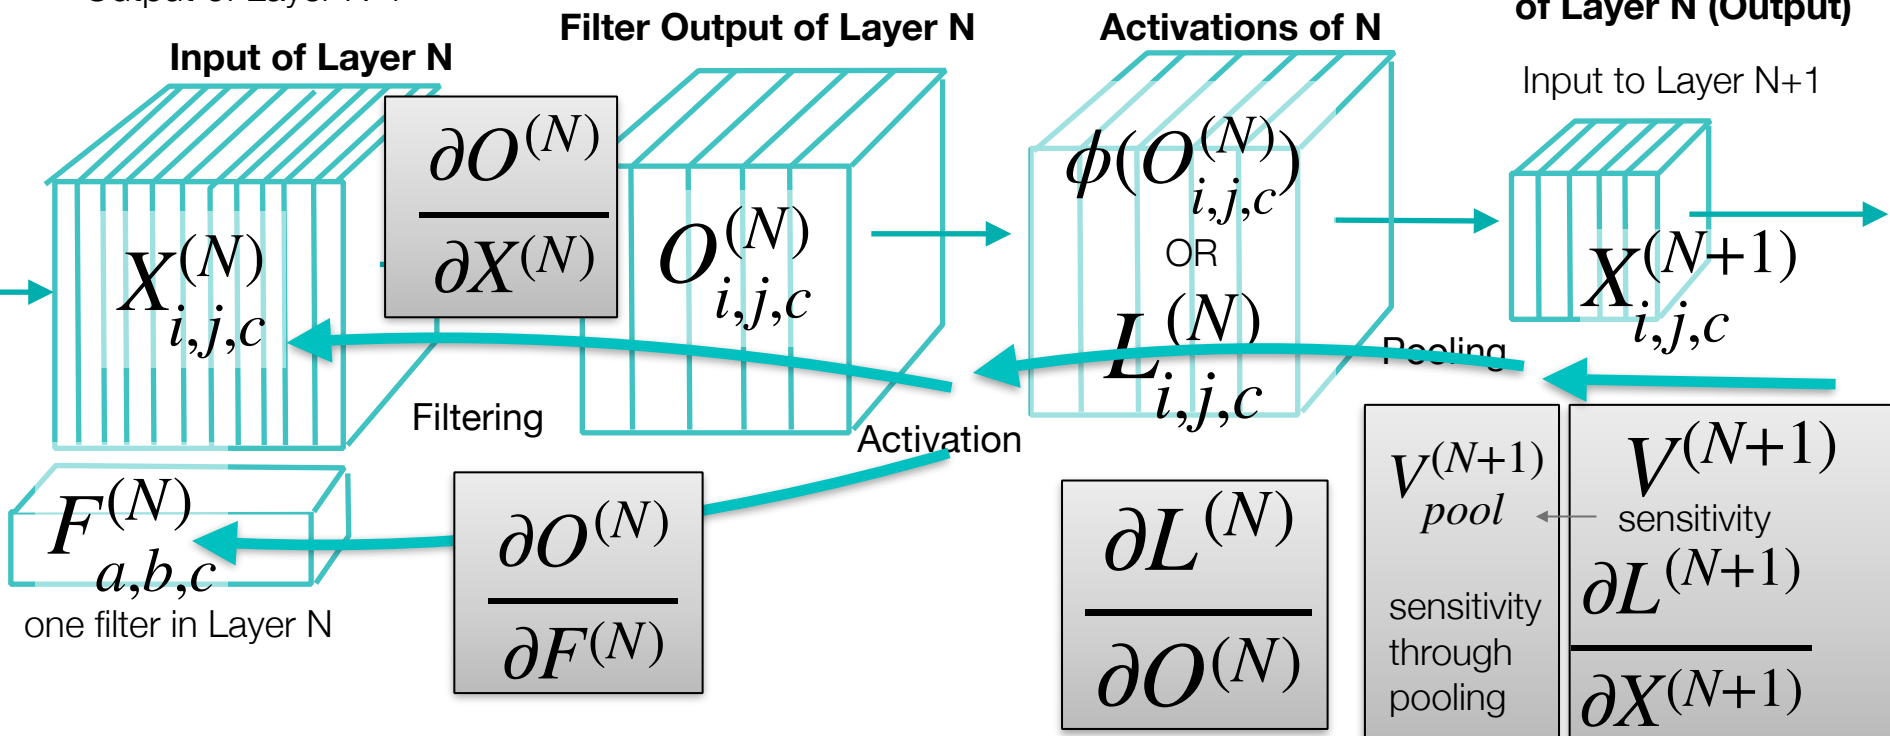 Input of Layer N
Filter Output of Layer N
Activations of N
of Layer N (Output)
Input to Layer N+1
∂O^(N)
∂X^(N)
X^(N)_i,j,c
O^(N)_i,j,c
ϕ(O^(N)_i,j,c)
OR
L^(N)_i,j,c
X^(N+1)_i,j,c
Pooling
Filtering
Activation
F^(N)_a,b,c
one filter in Layer N
∂O^(N)
∂F^(N)
∂L^(N)
∂O^(N)
V^(N+1)_pool
sensitivity
through
pooling
V^(N+1)
sensitivity
∂L^(N+1)
∂X^(N+1)